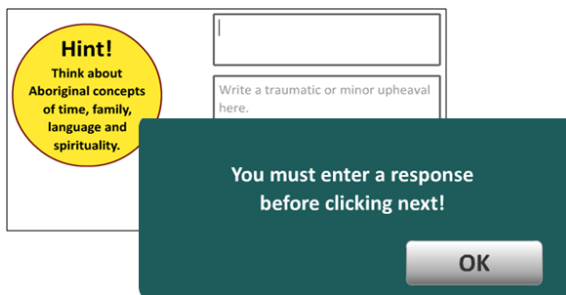 Hint!
Think about
Aboriginal concepts
of time, family,
language and
spirituality.
Write a traumatic or minor upheaval
here.
You must enter a response
before clicking next!
OK